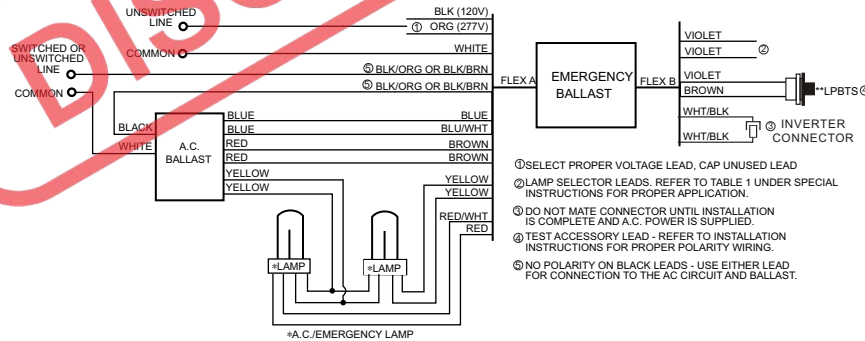 DISC
UNSWITCHED
LINE
BLK (120V)
① ORG (277V)
COMMON
WHITE
SWITCHED OR
UNSWITCHED
LINE
⑤ BLK/ORG OR BLK/BRN
⑤ BLK/ORG OR BLK/BRN
COMMON
FLEX A
EMERGENCY
BALLAST
FLEX B
VIOLET
VIOLET
②
VIOLET
BROWN
**LPBTS
WHT/BLK
③ INVERTER
CONNECTOR
WHT/BLK
BLACK
WHITE
A.C.
BALLAST
BLUE
BLUE
RED
RED
YELLOW
YELLOW
BLUE
BLU/WHT
BROWN
BROWN
YELLOW
YELLOW
RED/WHT
RED
*LAMP
*LAMP
*A.C./EMERGENCY LAMP
①SELECT PROPER VOLTAGE LEAD, CAP UNUSED LEAD
②LAMP SELECTOR LEADS. REFER TO TABLE 1 UNDER SPECIAL
INSTRUCTIONS FOR PROPER APPLICATION.
③DO NOT MATE CONNECTOR UNTIL INSTALLATION
IS COMPLETE AND A.C. POWER IS SUPPLIED.
④TEST ACCESSORY LEAD - REFER TO INSTALLATION
INSTRUCTIONS FOR PROPER POLARITY WIRING.
⑤NO POLARITY ON BLACK LEADS - USE EITHER LEAD
FOR CONNECTION TO THE AC CIRCUIT AND BALLAST.